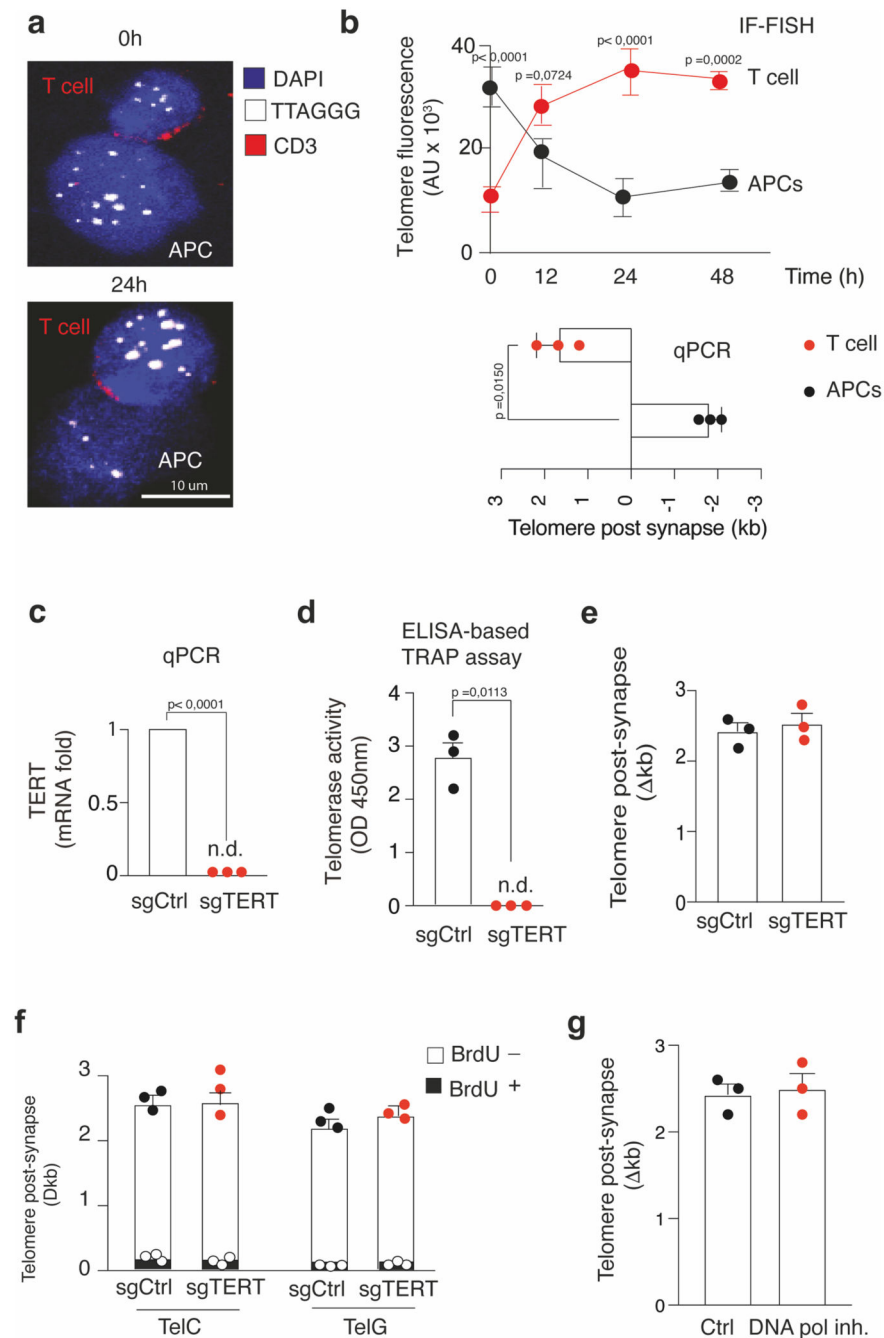 a
0h
T cell
APC
DAPI
TTAGGG
CD3
24h
T cell
APC
10 um
b
IF-FISH
Telomere fluorescence
(AU x 10³)
40
20
0
p< 0,0001
p =0,0724
p<0,0001
p =0,0002
T cell
APCs
0 12 24 48 Time (h)
qPCR
p =0,0150
T cell
APCs
3 2 1 0 -1 -2 -3
Telomere post synapse (kb)
c
qPCR
TERT
(mRNA fold)
1
0.5
0
p< 0,0001
n.d.
sgCtrl sgTERT
d
ELISA-based
TRAP assay
Telomerase activity
(OD 450nm)
4
3
2
1
0
p =0,0113
n.d.
sgCtrl sgTERT
e
Telomere post-synapse
(Δkb)
3
2
1
0
sgCtrl sgTERT
f
Telomere post-synapse
(Dkb)
3
2
1
0
BrdU –
BrdU +
sgCtrl sgTERT sgCtrl sgTERT
TelC TelG
g
Telomere post-synapse
(Δkb)
3
2
1
0
Ctrl DNA pol inh.